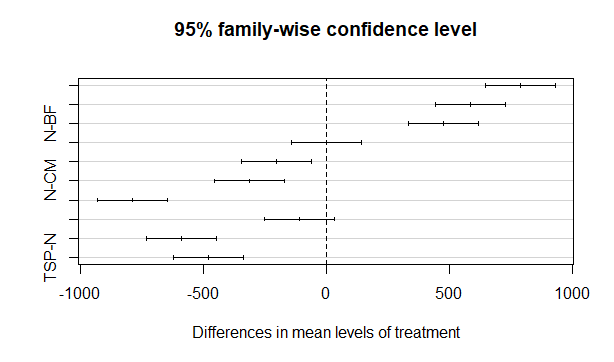 95% family-wise confidence level
N-BF
N-CM
TSP-N
-1000 -500 0 500 1000
Differences in mean levels of treatment